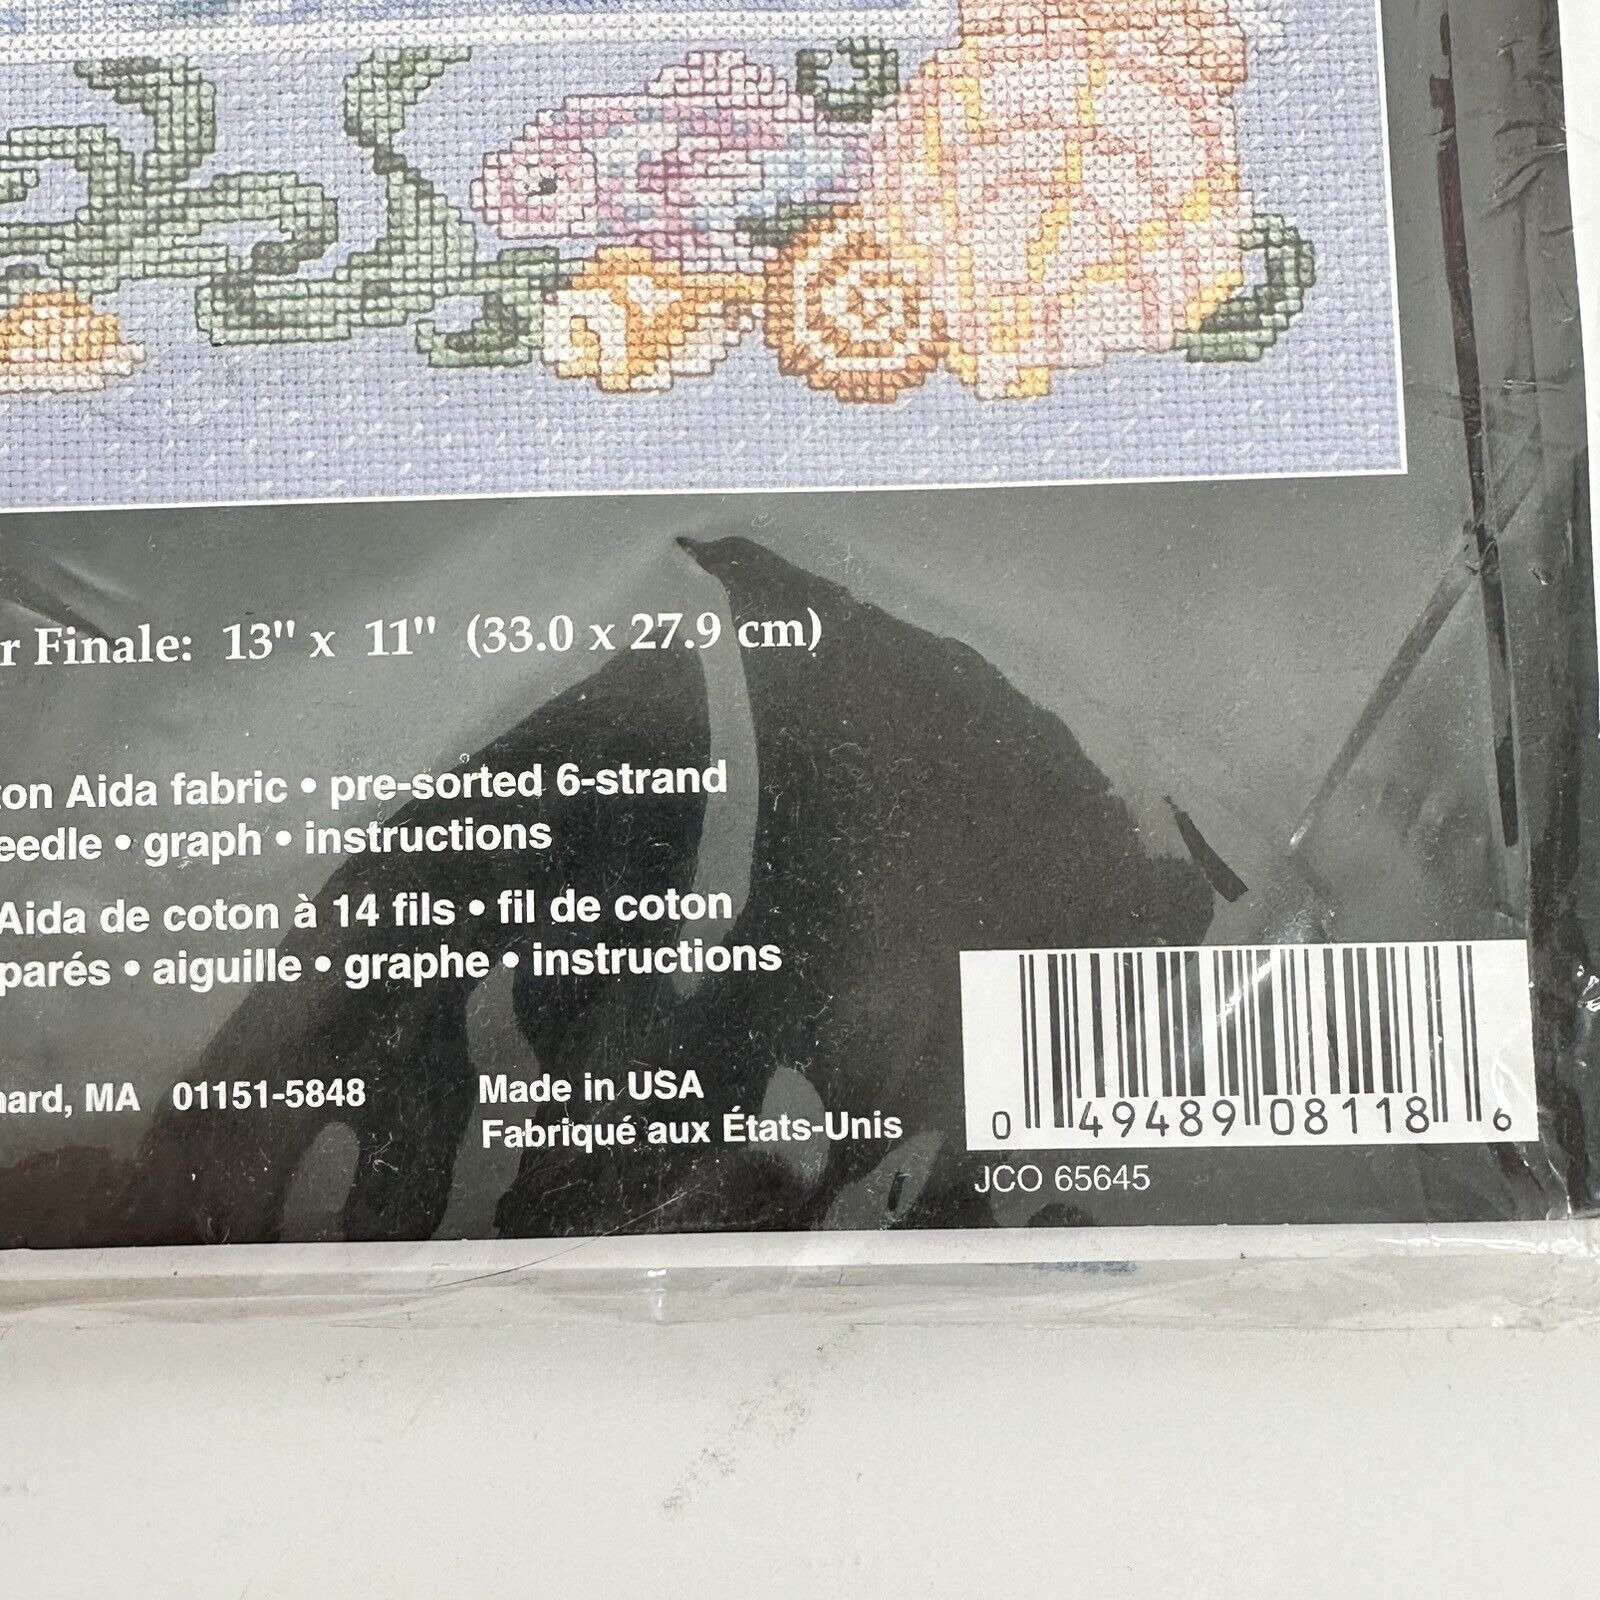 r Finale: 13" x 11" (33.0 x 27.9 cm)
ton Aida fabric • pre-sorted 6-strand
eedle • graph • instructions
Aida de coton à 14 fils • fil de coton
parés • aiguille • graphe • instructions
ard, MA 01151-5848
Made in USA
Fabriqué aux États-Unis
0 49489 08118 6
JCO 65645